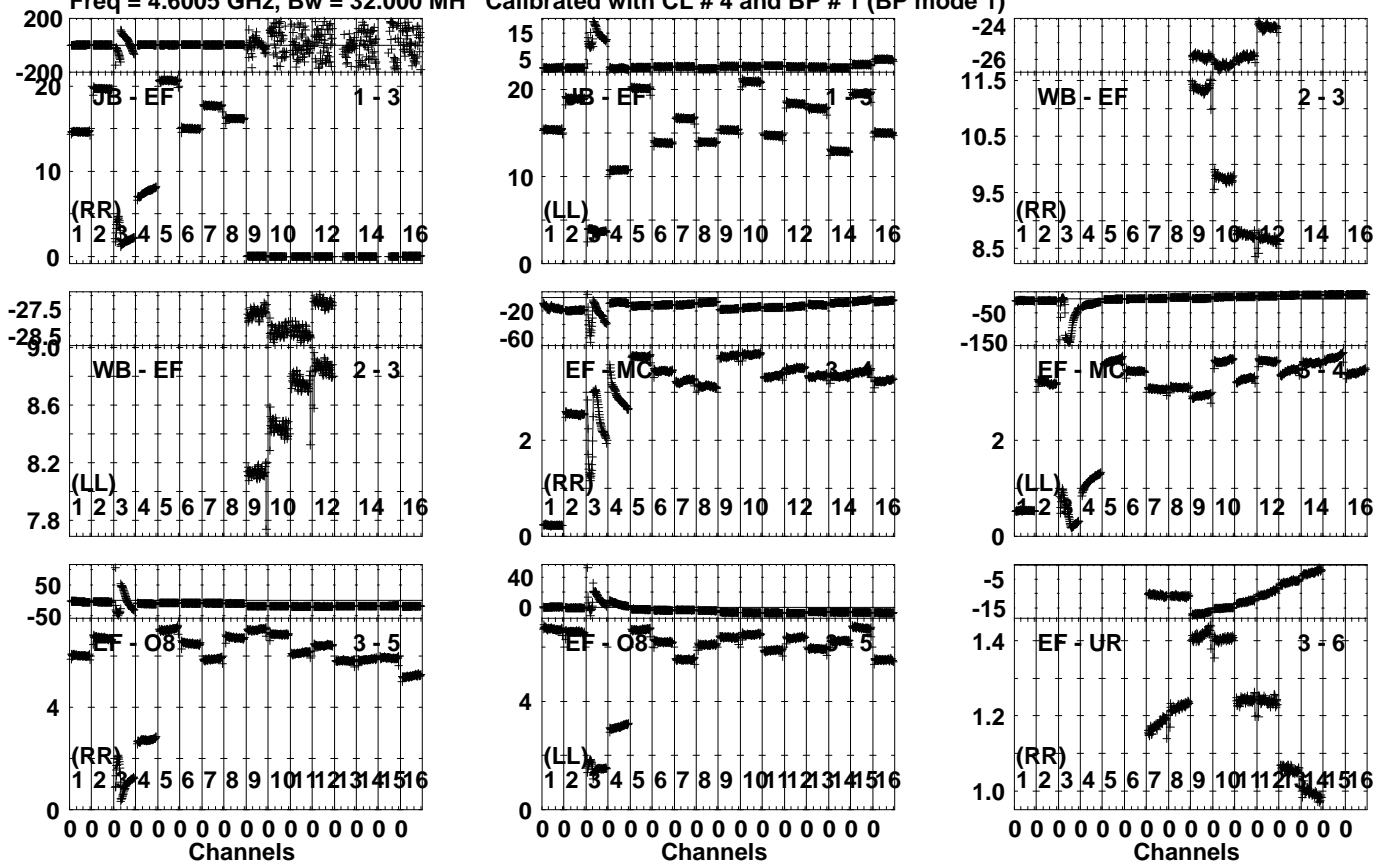 Freq = 4.6005 GHz, Bw = 32.000 MH Calibrated with CL # 4 and BP # 1 (BP mode 1)
200
-200
20
10
0
JB - EF 1 - 3
(RR)
1 2 3 4 5 6 7 8 9 10 12 14 16
15
5
20
10
0
JB - EF 1 - 3
(LL)
1 2 3 4 5 6 7 8 9 10 12 14 16
-24
-26
11.5
10.5
9.5
8.5
WB - EF 2 - 3
(RR)
1 2 3 4 5 6 7 8 9 10 12 14 16
-27.5
-28.5
9.0
8.6
8.2
7.8
WB - EF 2 - 3
(LL)
1 2 3 4 5 6 7 8 9 10 12 14 16
-20
-60
2
0
EF - MC 3 - 4
(RR)
1 2 3 4 5 6 7 8 9 10 12 14 16
-50
-150
2
0
EF - MC 3 - 4
(LL)
1 2 3 4 5 6 7 8 9 10 12 14 16
50
-50
4
0
EF - O8 3 - 5
(RR)
1 2 3 4 5 6 7 8 9 10 11 12 13 14 15 16
0 0 0 0 0 0 0 0 0 0 0 0 0 0 0 0
Channels
40
0
4
0
EF - O8 3 - 5
(LL)
1 2 3 4 5 6 7 8 9 10 11 12 13 14 15 16
0 0 0 0 0 0 0 0 0 0 0 0 0 0 0 0
Channels
-5
-15
1.4
1.2
1.0
EF - UR 3 - 6
(RR)
1 2 3 4 5 6 7 8 9 10 11 12 13 14 15 16
0 0 0 0 0 0 0 0 0 0 0 0 0 0 0 0
Channels